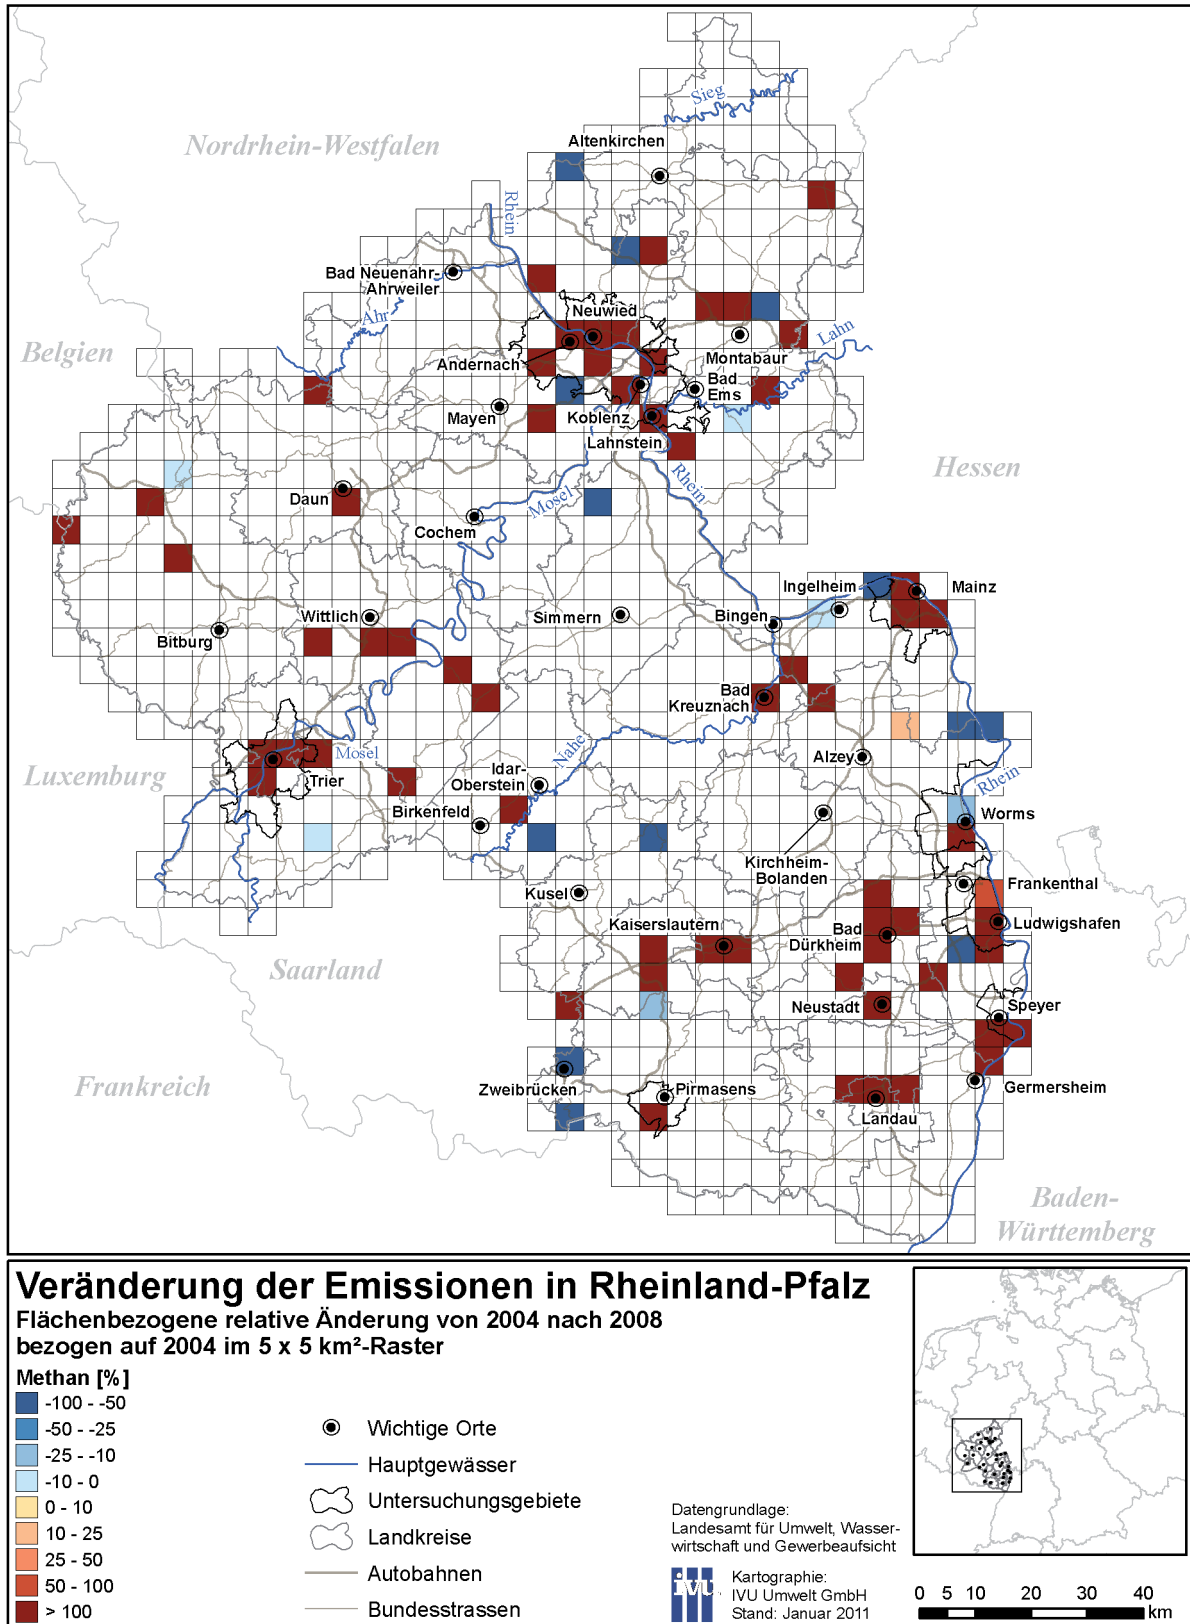 Sieg
Altenkirchen
Nordrhein-Westfalen
Rhein
Bad Neuenahr-
Ahrweiler
Ahr
Neuwied
Belgien
Lahn
Andernach
Montabaur
Bad
Ems
Mayen
Koblenz
Lahnstein
Hessen
Rhein
Daun
Mosel
Cochem
Ingelheim
Mainz
Wittlich
Simmern
Bingen
Bitburg
Bad
Kreuznach
Mosel
Nahe
Alzey
Luxemburg
Trier
Idar-
Oberstein
Rhein
Birkenfeld
Worms
Kirchheim-
Bolanden
Kusel
Frankenthal
Kaiserslautern
Bad
Dürkheim
Ludwigshafen
Saarland
Neustadt
Speyer
Frankreich
Zweibrücken
Pirmasens
Germersheim
Landau
Baden-
Württemberg
Veränderung der Emissionen in Rheinland-Pfalz
Flächenbezogene relative Änderung von 2004 nach 2008
bezogen auf 2004 im 5 x 5 km²-Raster
Methan [%]
-100 - -50
-50 - -25
-25 - -10
-10 - 0
0 - 10
10 - 25
25 - 50
50 - 100
> 100
Wichtige Orte
Hauptgewässer
Untersuchungsgebiete
Landkreise
Autobahnen
Bundesstrassen
Datengrundlage:
Landesamt für Umwelt, Wasser-
wirtschaft und Gewerbeaufsicht
ivu
Kartographie:
IVU Umwelt GmbH
Stand: Januar 2011
0 5 10 20 30 40
km